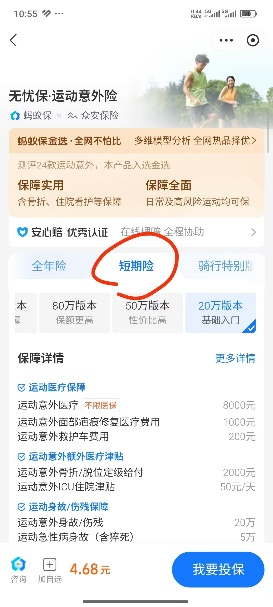 10:55
无忧保·运动意外险
蚂蚁保 × 众安保险
蚂蚁保金选·全网不怕比 多维模型分析 全网热品择优
测评24款运动意外，本产品入选金选
保障实用 保障全面
含骨折、住院看护等保障 日常及高风险运动均可保
安心赔 优秀认证 在线理赔 全程协助
全年险 短期险 骑行特别版
本 80万版本 50万版本 20万版本
障 保额更高 性价比高 基础入门
保障详情 更多详情
运动医疗保障
运动意外医疗 不限医保 8000元
运动意外面部疤痕修复医疗费用 1000元
运动意外救护车费用 200元
运动意外额外医疗津贴
运动意外骨折/脱位定级给付 2000元
运动意外ICU住院津贴 50元/天
运动身故/伤残保障
运动意外身故/伤残 20万
运动急性病身故（含猝死） 5万
咨询 加自选 4.68元 我要投保